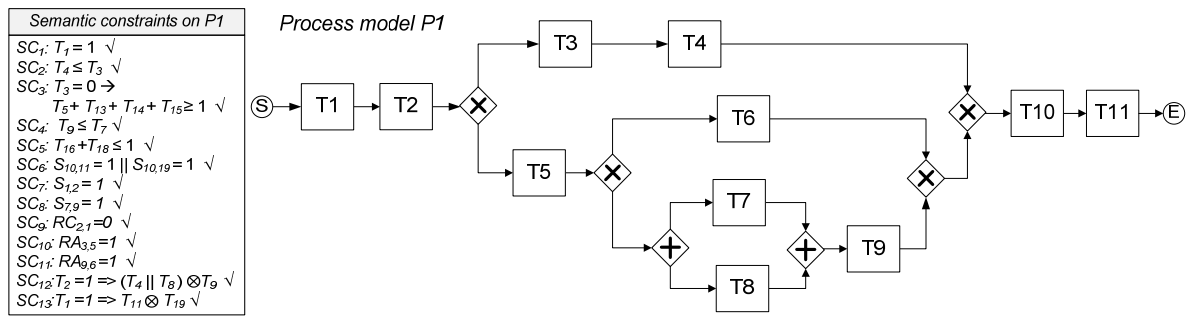 Semantic constraints on P1
SC1: T1 = 1 √
SC2: T4 ≤ T3 √
SC3: T3 = 0 →
T5 + T13 + T14 + T15 ≥ 1 √
SC4: T9 ≤ T7 √
SC5: T16 +T18 ≤ 1 √
SC6: S10,11 = 1 || S10,19 = 1 √
SC7: S1,2 = 1 √
SC8: S7,9 = 1 √
SC9: RC2,1=0 √
SC10: RA3,5=1 √
SC11: RA9,6=1 √
SC12:T2 =1 => (T4 || T8) ⊗T9 √
SC13:T1 =1 => T11 ⊗ T19 √
Process model P1
T3
T4
S
T1
T2
T6
T10
T11
E
T5
T7
T9
T8